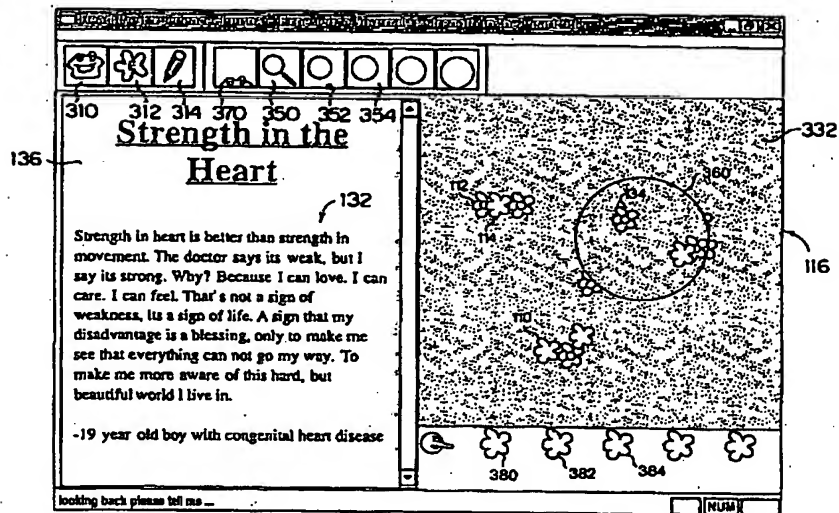 310 312 314 370 350 352 354
332
136
Strength in the
Heart
132
112
114
134
360
116
Strength in heart is better than strength in
movement. The doctor says its weak, but I
say its strong. Why? Because I can love. I can
care. I can feel. That's not a sign of
weakness, its a sign of life. A sign that my
disadvantage is a blessing, only to make me
see that everything can not go my way. To
make me more aware of this hard, but
beautiful world I live in.
110
-19 year old boy with congenital heart disease
380 382 384
looking back please tell me ...
NUM